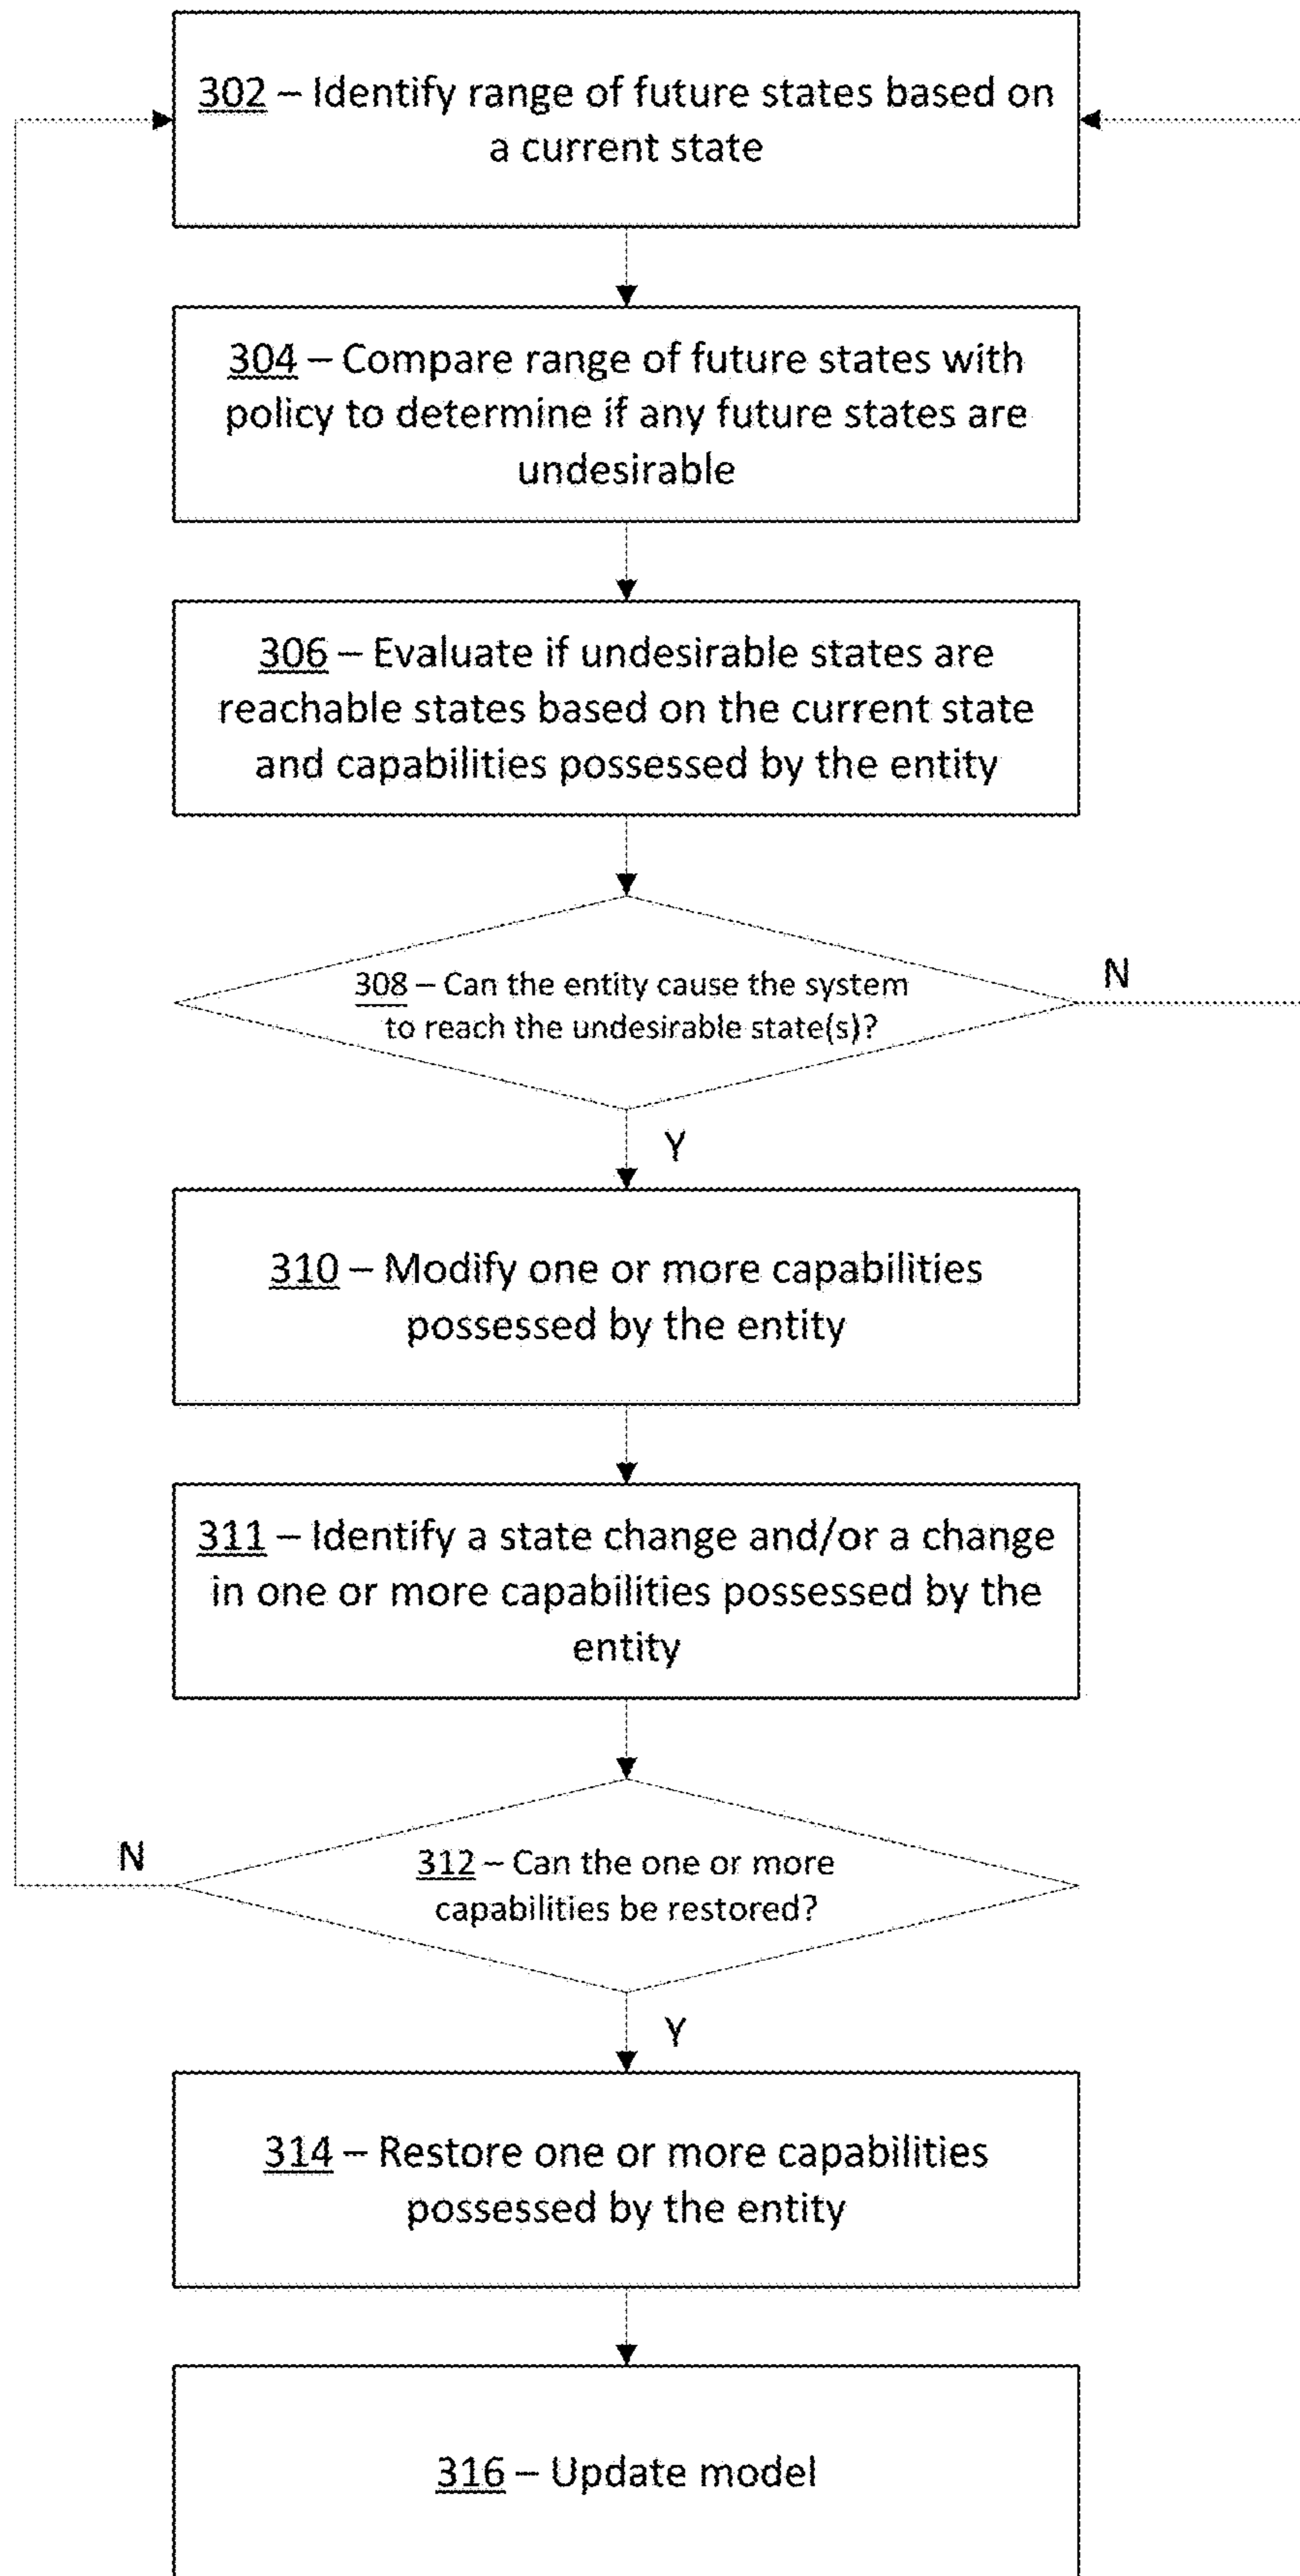 302 – Identify range of future states based on
a current state
304 – Compare range of future states with
policy to determine if any future states are
undesirable
306 – Evaluate if undesirable states are
reachable states based on the current state
and capabilities possessed by the entity
308 – Can the entity cause the system
to reach the undesirable state(s)?
N
Y
310 – Modify one or more capabilities
possessed by the entity
311 – Identify a state change and/or a change
in one or more capabilities possessed by the
entity
N
312 – Can the one or more
capabilities be restored?
Y
314 – Restore one or more capabilities
possessed by the entity
316 – Update model